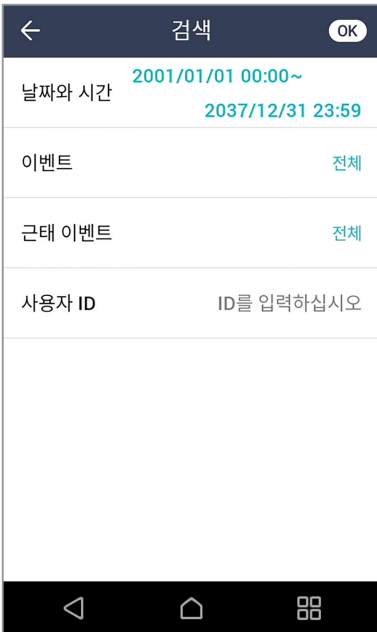 검색
OK
날짜와 시간
2001/01/01 00:00~
2037/12/31 23:59
이벤트
전체
근태 이벤트
전체
사용자 ID
ID를 입력하십시오